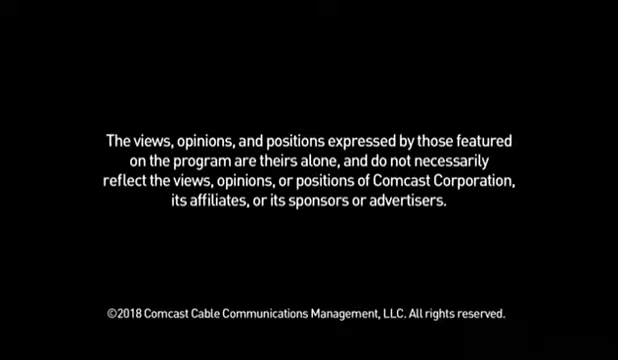 The views, opinions, and positions expressed by those featured
on the program are theirs alone, and do not necessarily
reflect the views, opinions, or positions of Comcast Corporation,
its affiliates, or its sponsors or advertisers.
©2018 Comcast Cable Communications Management, LLC. All rights reserved.